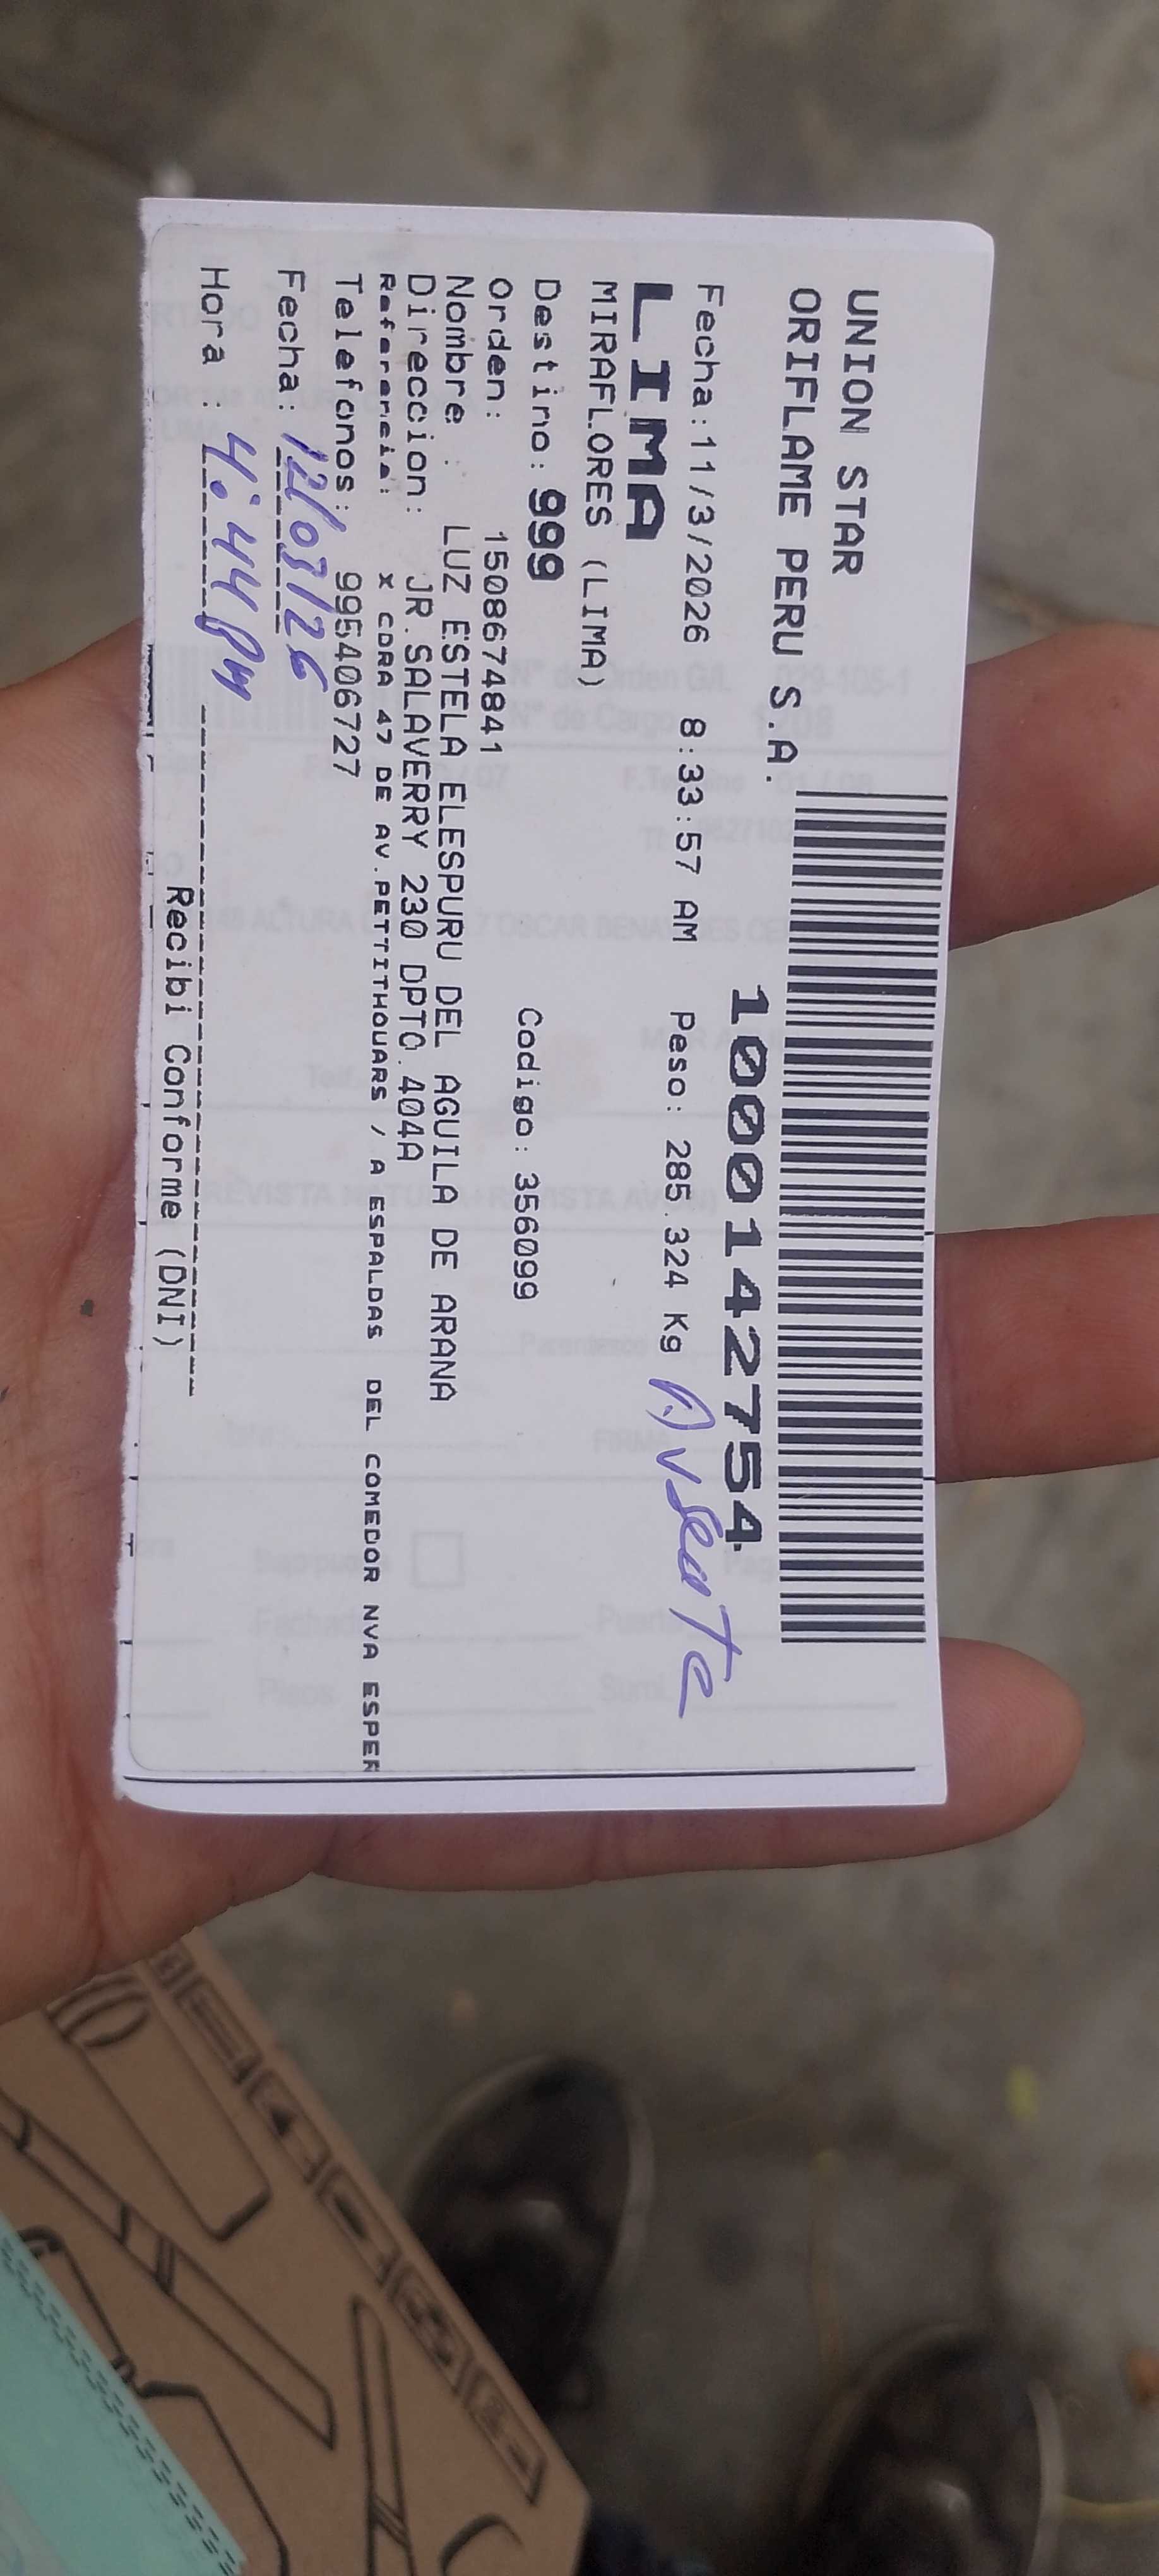 UNION STAR
ORIFLAME PERU S.A.
1000142754
Fecha:11/3/2026 8:33:57 AM Peso: 285.324 Kg
Ausente
LIMA
MIRAFLORES (LIMA)
Destino: 999 Codigo: 356099
Orden: 1508674841
Nombre : LUZ ESTELA ELESPURU DEL AGUILA DE ARANA
Direccion: JR.SALAVERRY 230 DPTO.404A
Referencia: X CDRA 47 DE AV.PETTITHOUARS / A ESPALDAS DEL COMEDOR NVA ESPER
Telefonos: 995406727
Fecha: 12/03/26
Hora : 4:44 PM
Recibi Conforme (DNI)